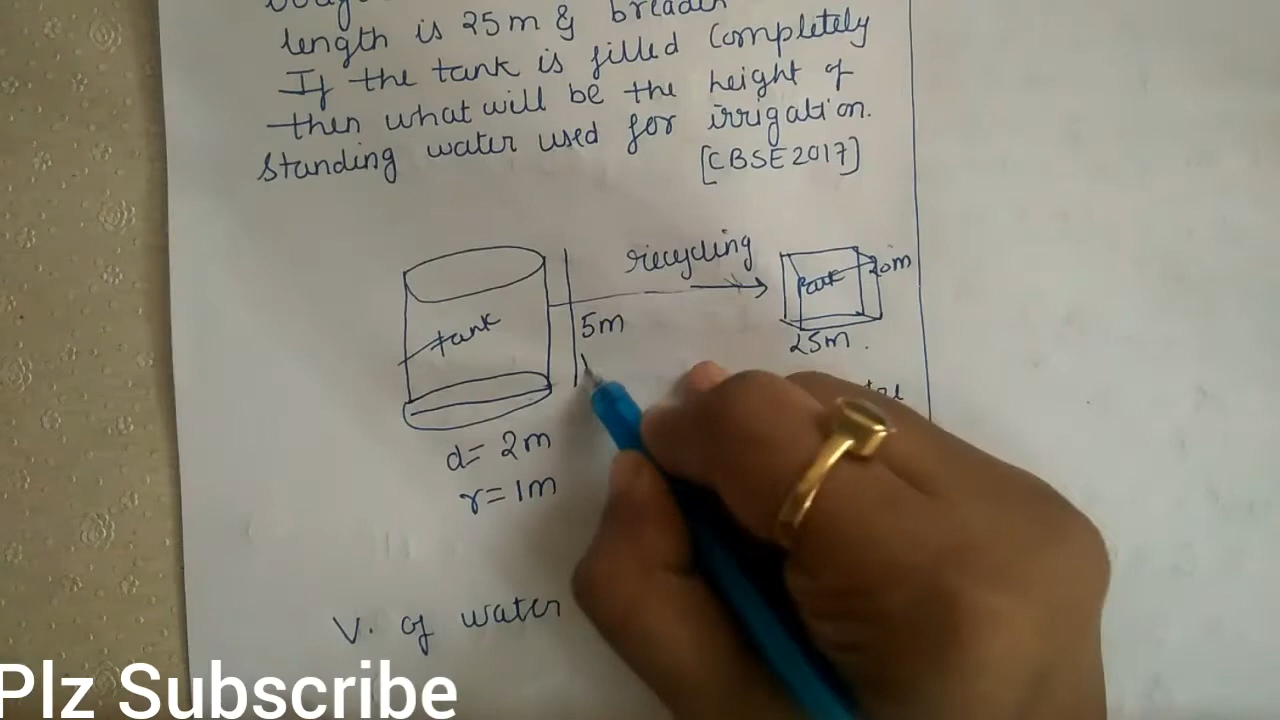 length is 25m & breadth
If the tank is filled completely
then what will be the height of
standing water used for irrigation.
[CBSE 2017]
recycling
tank
Park
20m
5m
25m.
d= 2m
r= 1m
V. of water
Plz Subscribe